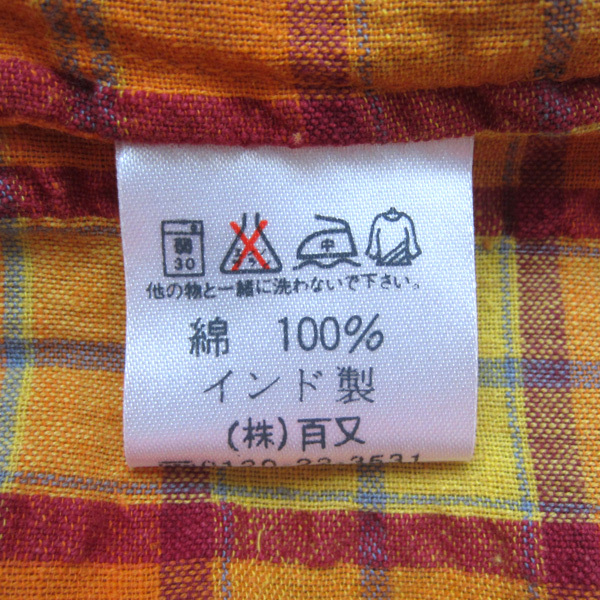 弱 中
30
他の物と一緒に洗わないで下さい。
綿 100%
インド製
(株)百又